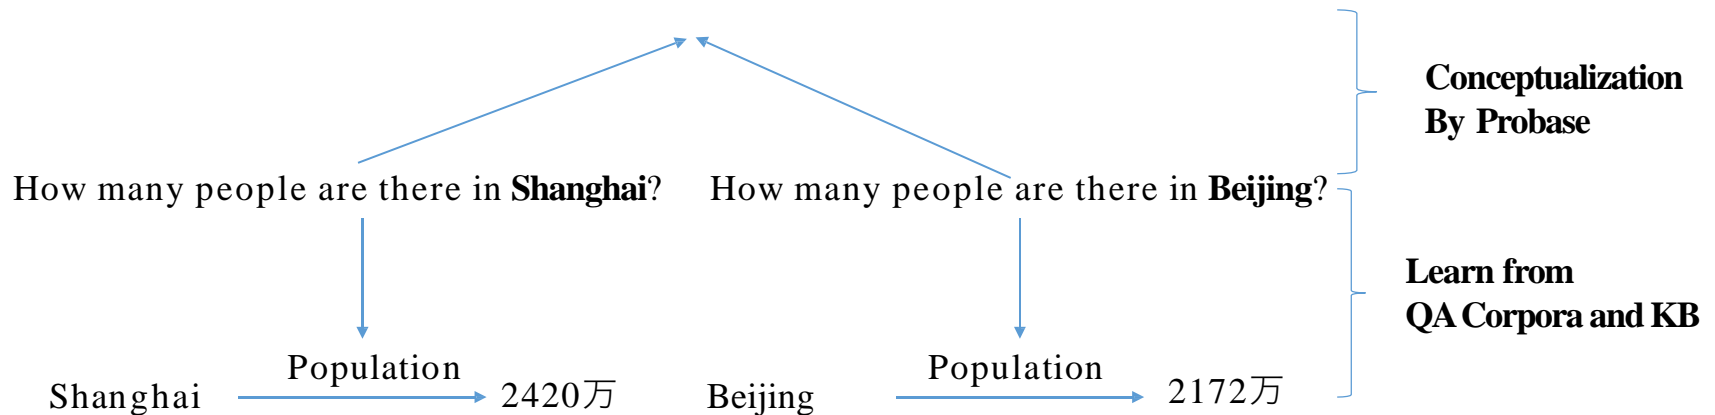 Conceptualization
By Probase
How many people are there in Shanghai?
How many people are there in Beijing?
Learn from
QA Corpora and KB
Population
Shanghai
2420万
Population
Beijing
2172万